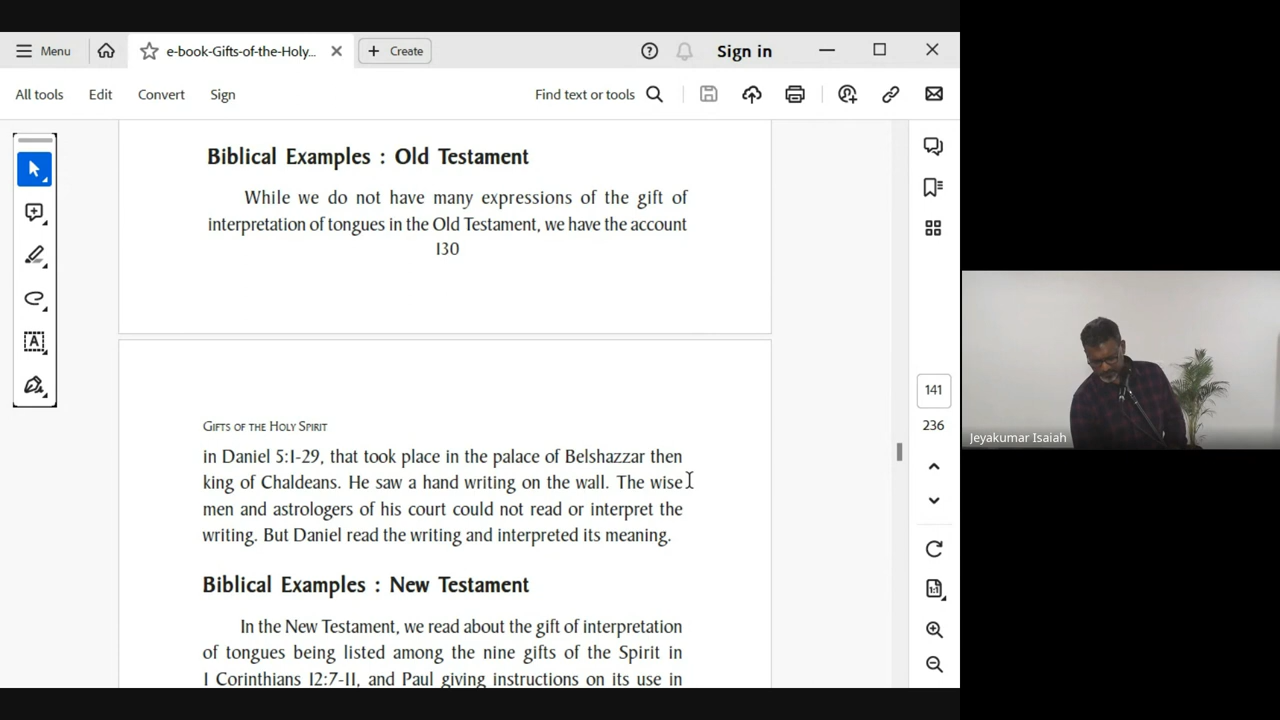 Menu
e-book-Gifts-of-the-Holy...
Create
Sign in
All tools
Edit
Convert
Sign
Find text or tools
Biblical Examples : Old Testament
While we do not have many expressions of the gift of
interpretation of tongues in the Old Testament, we have the account
130
GIFTS OF THE HOLY SPIRIT
in Daniel 5:1-29, that took place in the palace of Belshazzar then
king of Chaldeans. He saw a hand writing on the wall. The wise
men and astrologers of his court could not read or interpret the
writing. But Daniel read the writing and interpreted its meaning.
Biblical Examples : New Testament
In the New Testament, we read about the gift of interpretation
of tongues being listed among the nine gifts of the Spirit in
1 Corinthians 12:7-11, and Paul giving instructions on its use in
141
236
1:1
Jeyakumar Isaiah